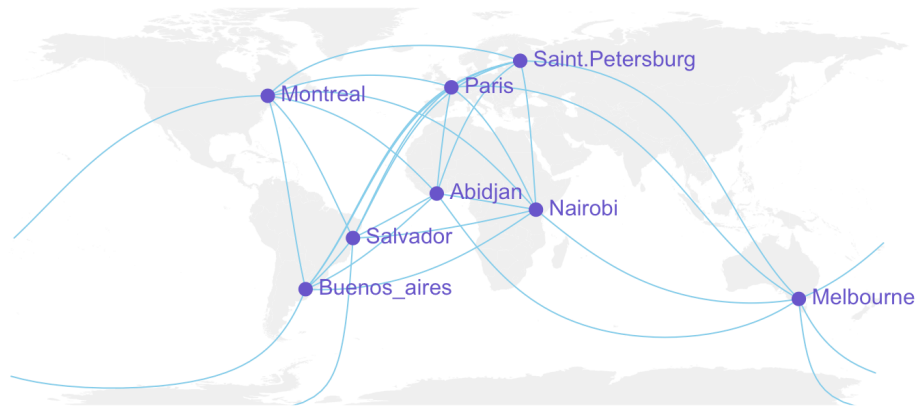 Saint.Petersburg
Paris
Montreal
Abidjan
Nairobi
Salvador
Buenos_aires
Melbourne